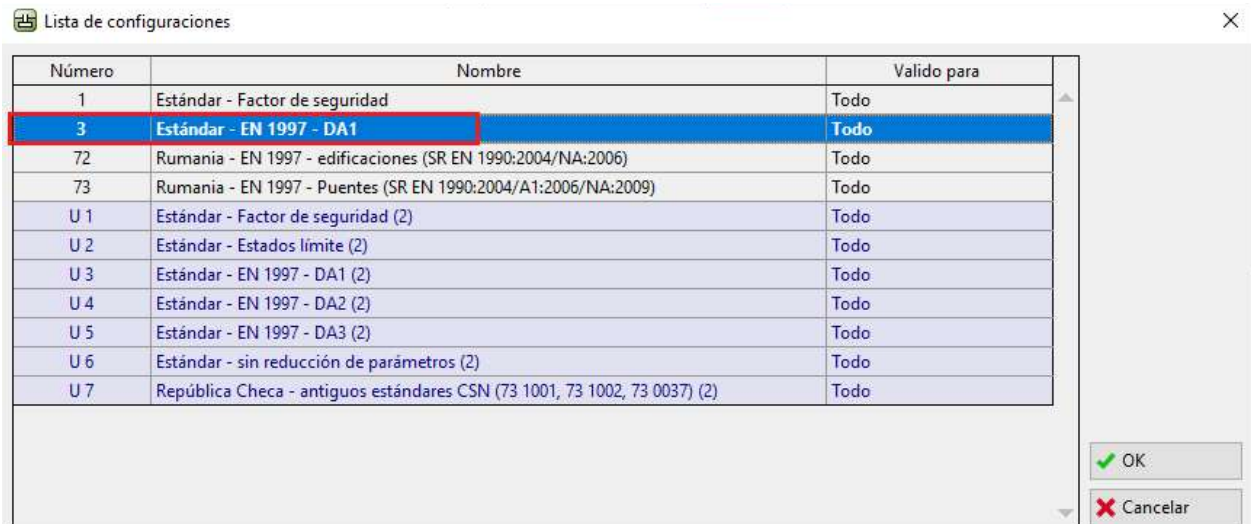 Lista de configuraciones
Número Nombre Valido para
1 Estándar - Factor de seguridad Todo
3 Estándar - EN 1997 - DA1 Todo
72 Rumania - EN 1997 - edificaciones (SR EN 1990:2004/NA:2006) Todo
73 Rumania - EN 1997 - Puentes (SR EN 1990:2004/A1:2006/NA:2009) Todo
U 1 Estándar - Factor de seguridad (2) Todo
U 2 Estándar - Estados límite (2) Todo
U 3 Estándar - EN 1997 - DA1 (2) Todo
U 4 Estándar - EN 1997 - DA2 (2) Todo
U 5 Estándar - EN 1997 - DA3 (2) Todo
U 6 Estándar - sin reducción de parámetros (2) Todo
U 7 República Checa - antiguos estándares CSN (73 1001, 73 1002, 73 0037) (2) Todo
OK
Cancelar